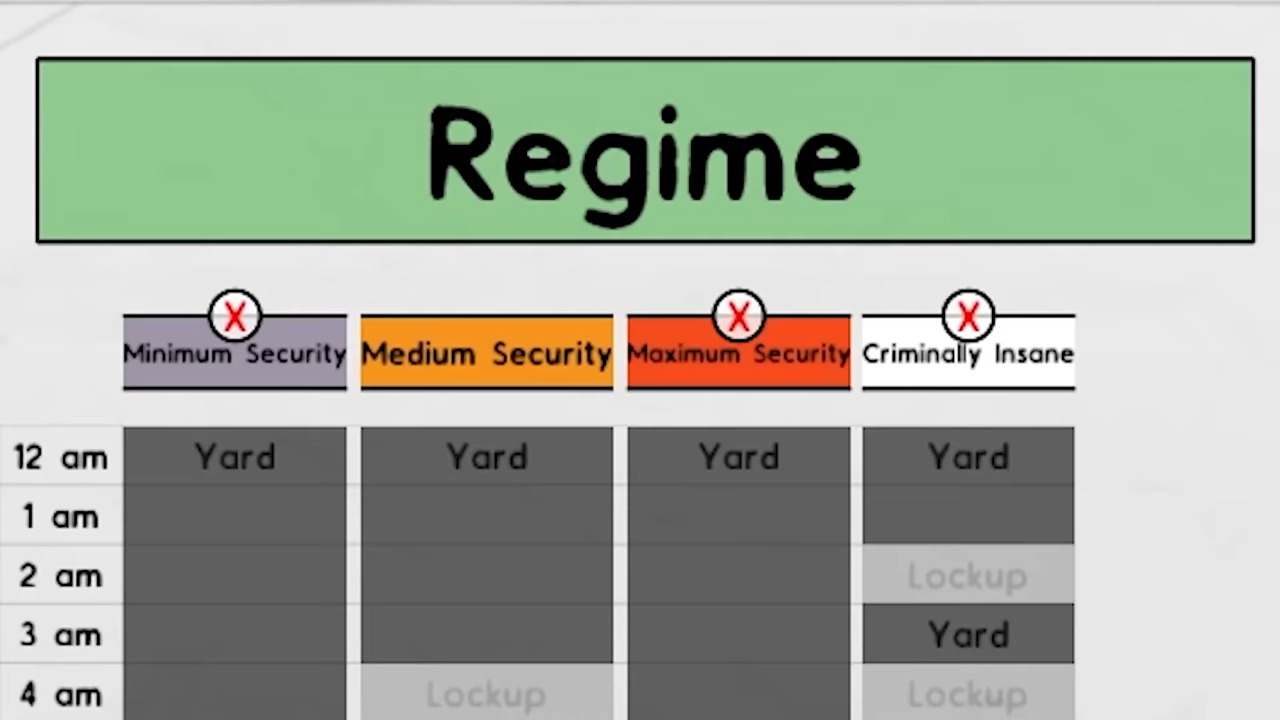 Regime
X X X
Minimum Security Medium Security Maximum Security Criminally Insane
12 am Yard Yard Yard Yard
1 am
2 am Lockup
3 am Yard
4 am Lockup Lockup